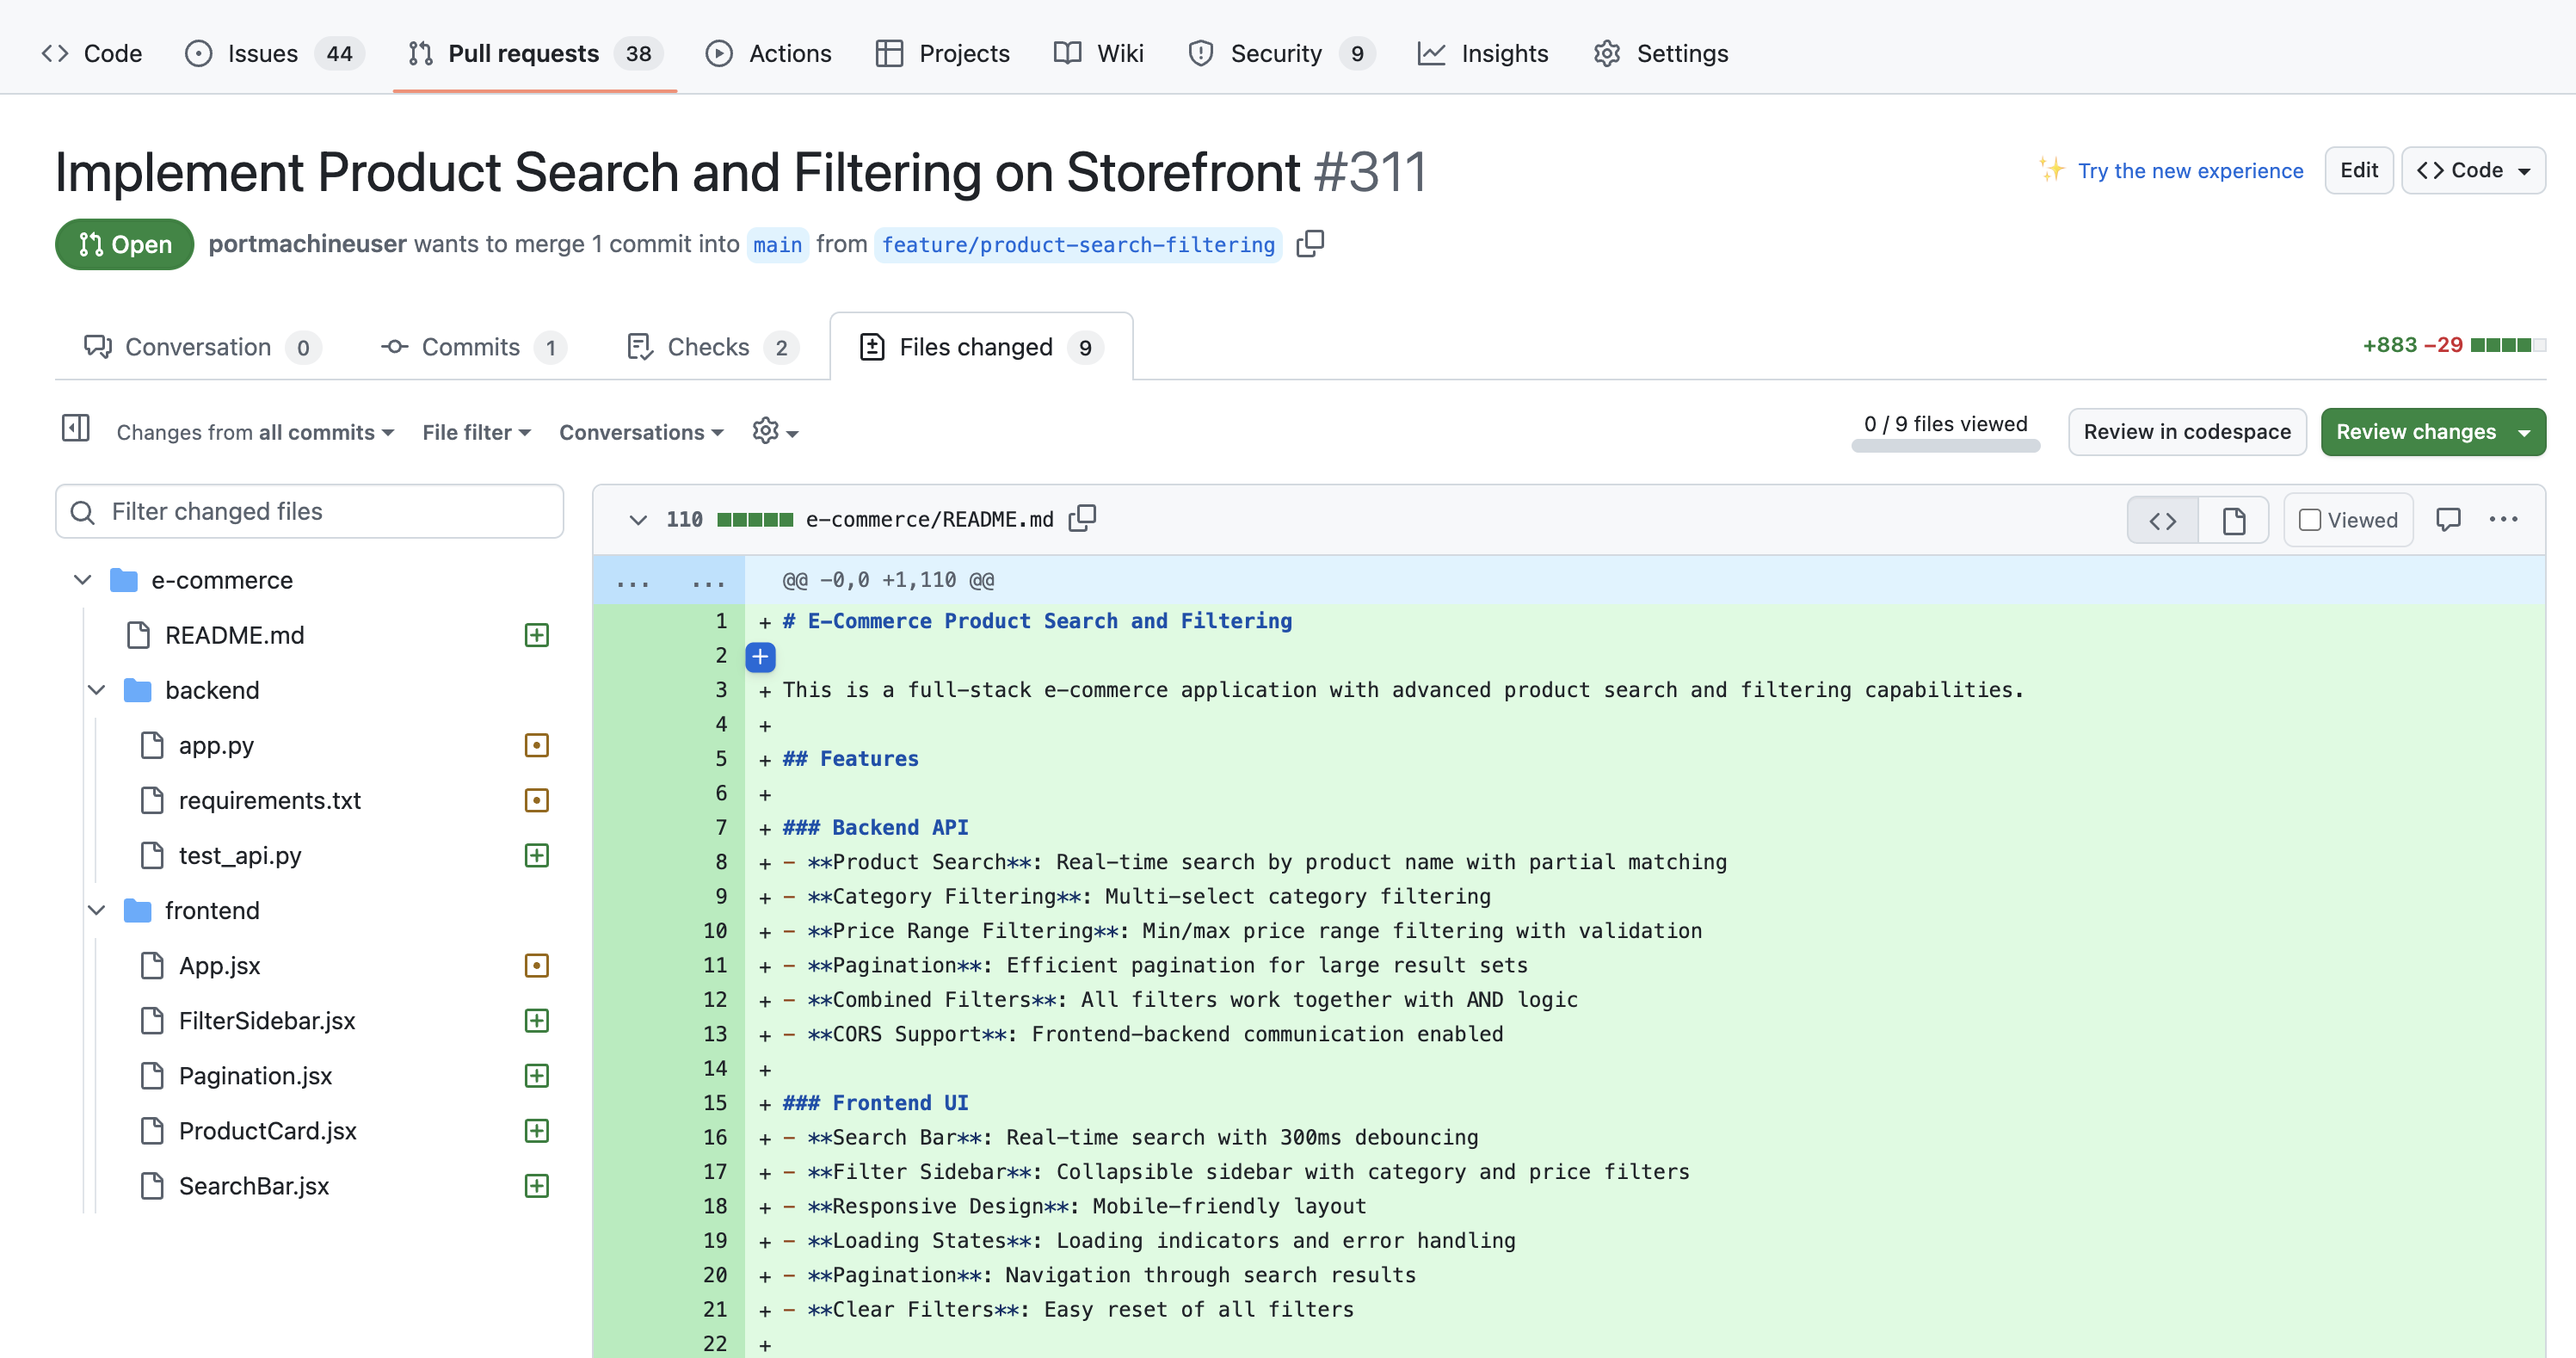 Code Issues 44 Pull requests 38 Actions Projects Wiki Security 9 Insights Settings
Implement Product Search and Filtering on Storefront #311
Try the new experience Edit Code
Open portmachineuser wants to merge 1 commit into main from feature/product-search-filtering
Conversation 0 Commits 1 Checks 2 Files changed 9 +883 −29
Changes from all commits File filter Conversations 0 / 9 files viewed Review in codespace Review changes
Filter changed files
e-commerce
README.md
backend
app.py
requirements.txt
test_api.py
frontend
App.jsx
FilterSidebar.jsx
Pagination.jsx
ProductCard.jsx
SearchBar.jsx
110 e-commerce/README.md Viewed
... ... @@ -0,0 +1,110 @@
1 + # E-Commerce Product Search and Filtering
2 +
3 + This is a full-stack e-commerce application with advanced product search and filtering capabilities.
4 +
5 + ## Features
6 +
7 + ### Backend API
8 + - **Product Search**: Real-time search by product name with partial matching
9 + - **Category Filtering**: Multi-select category filtering
10 + - **Price Range Filtering**: Min/max price range filtering with validation
11 + - **Pagination**: Efficient pagination for large result sets
12 + - **Combined Filters**: All filters work together with AND logic
13 + - **CORS Support**: Frontend-backend communication enabled
14 +
15 + ### Frontend UI
16 + - **Search Bar**: Real-time search with 300ms debouncing
17 + - **Filter Sidebar**: Collapsible sidebar with category and price filters
18 + - **Responsive Design**: Mobile-friendly layout
19 + - **Loading States**: Loading indicators and error handling
20 + - **Pagination**: Navigation through search results
21 + - **Clear Filters**: Easy reset of all filters
22 +